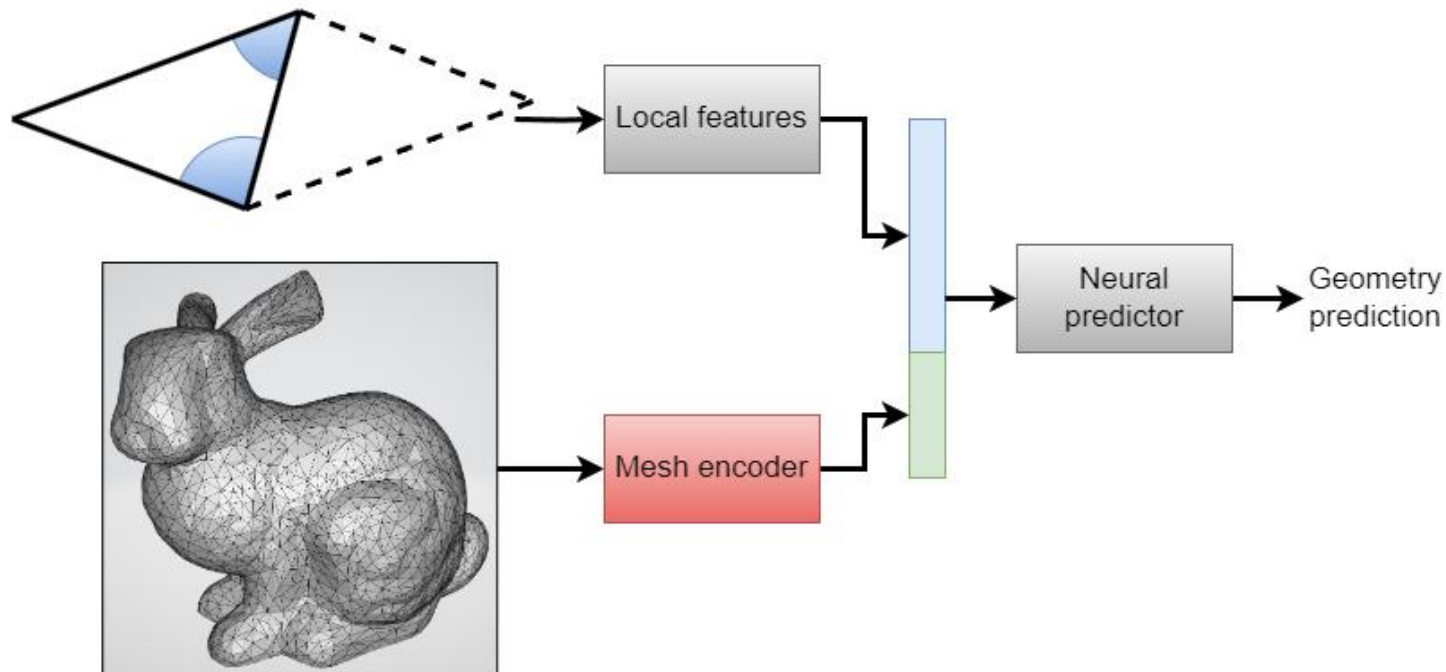 Local features
Neural
predictor
Geometry
prediction
Mesh encoder